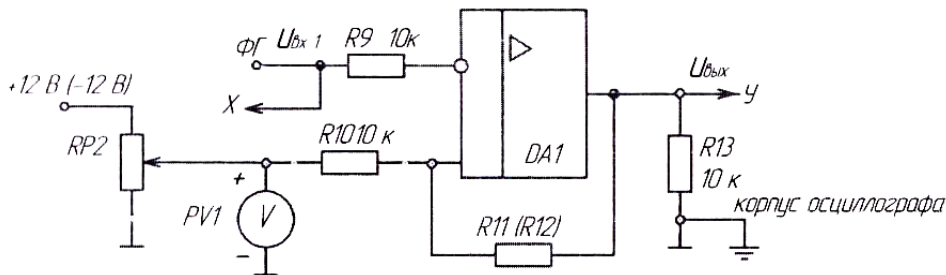 ФГ Uвх 1 R9 10к
+12 В (-12 В)
X
Uвых
У
RP2
R10 10 к
DA1
R13
10 к
+
PV1 V
-
R11 (R12)
корпус осциллографа